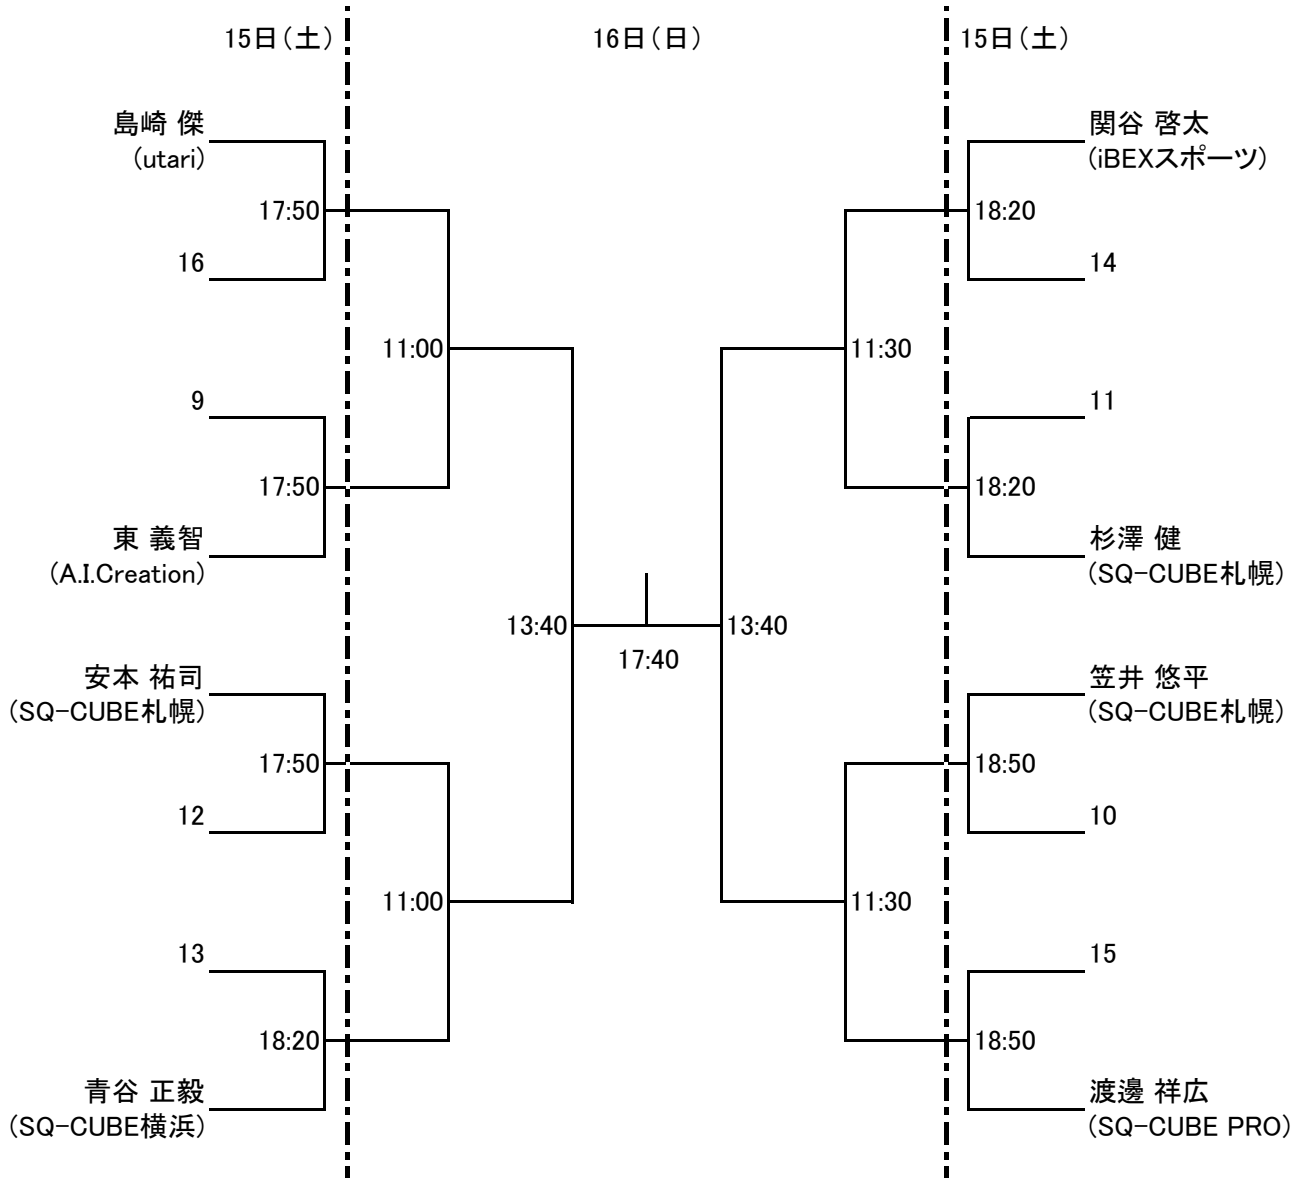 15日(土)
16日(日)
15日(土)
島崎 傑
(utari)
17:50
16
9
17:50
東 義智
(A.I.Creation)
11:00
安本 祐司
(SQ-CUBE札幌)
17:50
12
13
18:20
青谷 正毅
(SQ-CUBE横浜)
11:00
13:40
17:40
13:40
11:30
11:30
関谷 啓太
(iBEXスポーツ)
18:20
14
11
18:20
杉澤 健
(SQ-CUBE札幌)
笠井 悠平
(SQ-CUBE札幌)
18:50
10
15
18:50
渡邊 祥広
(SQ-CUBE PRO)